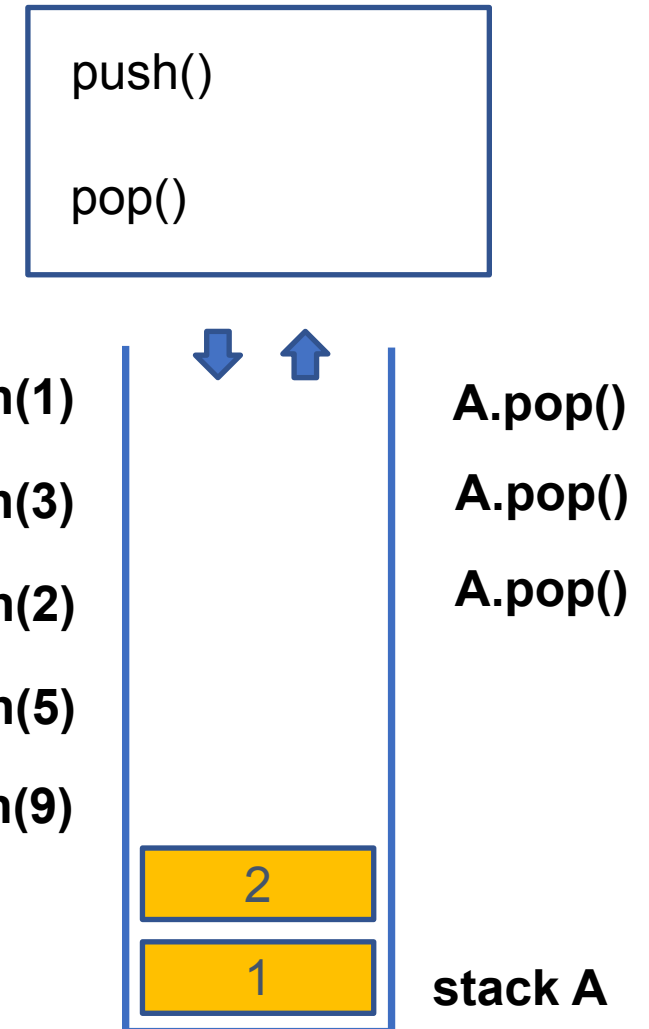 push()
pop()
h(1)
A.pop()
h(3)
A.pop()
h(2)
A.pop()
h(5)
h(9)
2
1
stack A